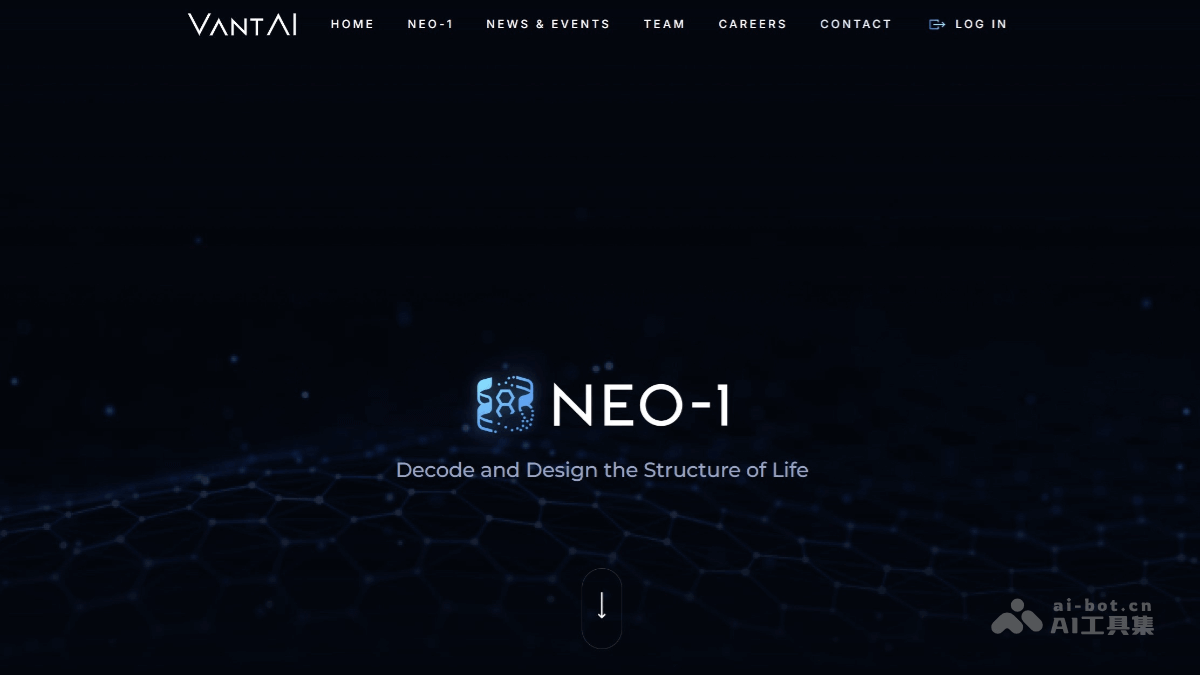 VANTAI
HOME
NEO-1
NEWS & EVENTS
TEAM
CAREERS
CONTACT
LOG IN
NEO-1
Decode and Design the Structure of Life
ai-bot.cn
AI工具集